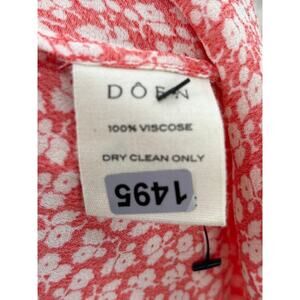 DÔEN
100% VISCOSE
DRY CLEAN ONLY
1495